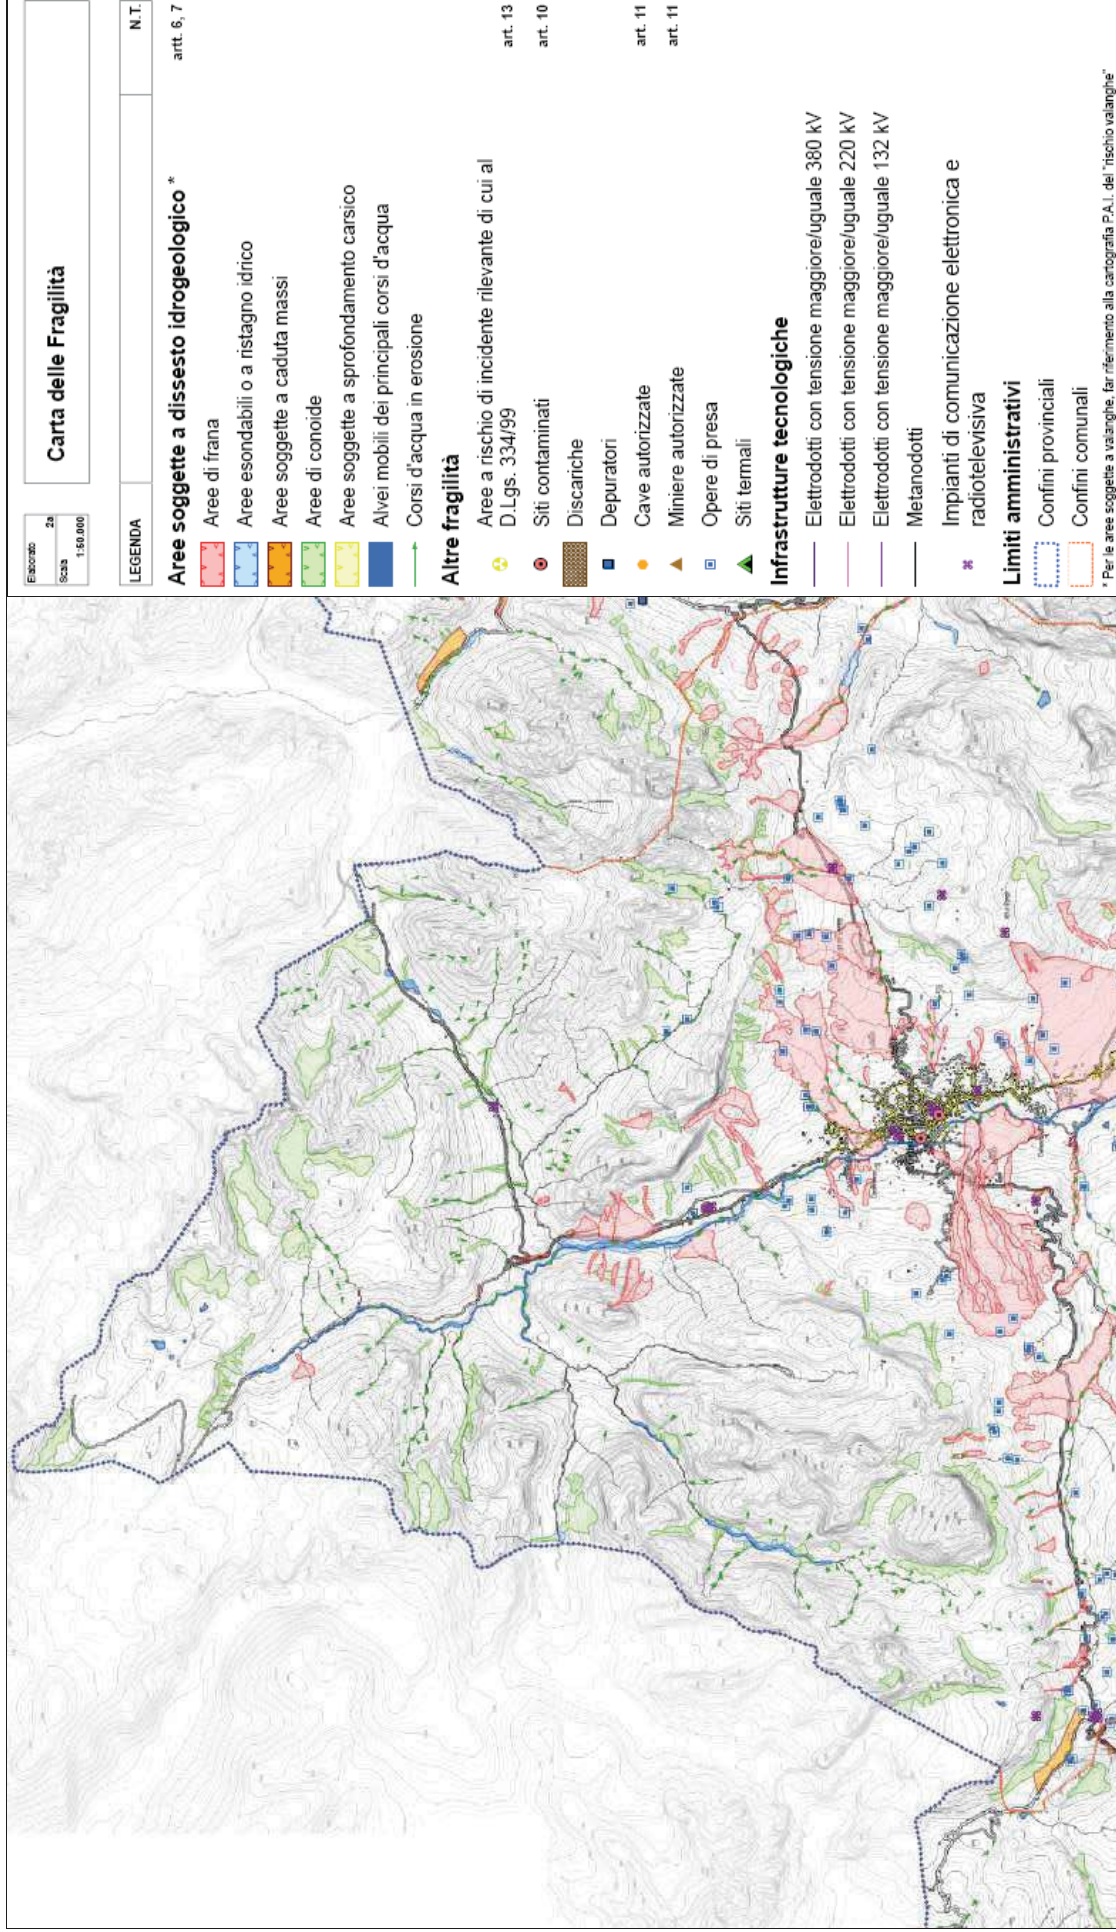 Elaborato
2a
Scala
1:50.000
Carta delle Fragilità
LEGENDA
N.T.
Aree soggette a dissesto idrogeologico *
artt. 6, 7
Aree di frana
Aree esondabili o a ristagno idrico
Aree soggette a caduta massi
Aree di conoide
Aree soggette a sprofondamento carsico
Alvei mobili dei principali corsi d'acqua
Corsi d'acqua in erosione
Altre fragilità
Aree a rischio di incidente rilevante di cui al
D.Lgs. 334/99
art. 13
Siti contaminati
art. 10
Discariche
Depuratori
Cave autorizzate
art. 11
Miniere autorizzate
art. 11
Opere di presa
Siti termali
Infrastrutture tecnologiche
Elettrodotti con tensione maggiore/uguale 380 kV
Elettrodotti con tensione maggiore/uguale 220 kV
Elettrodotti con tensione maggiore/uguale 132 kV
Metanodotti
Impianti di comunicazione elettronica e
radiotelevisiva
Limiti amministrativi
Confini provinciali
Confini comunali
* Per le aree soggette a valanghe, far riferimento alla cartografia P.A.I. del "rischio valanghe"